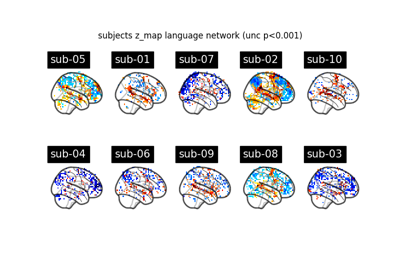 subjects z_map language network (unc p<0.001)
sub-05 sub-01 sub-07 sub-02 sub-10
sub-04 sub-06 sub-09 sub-08 sub-03